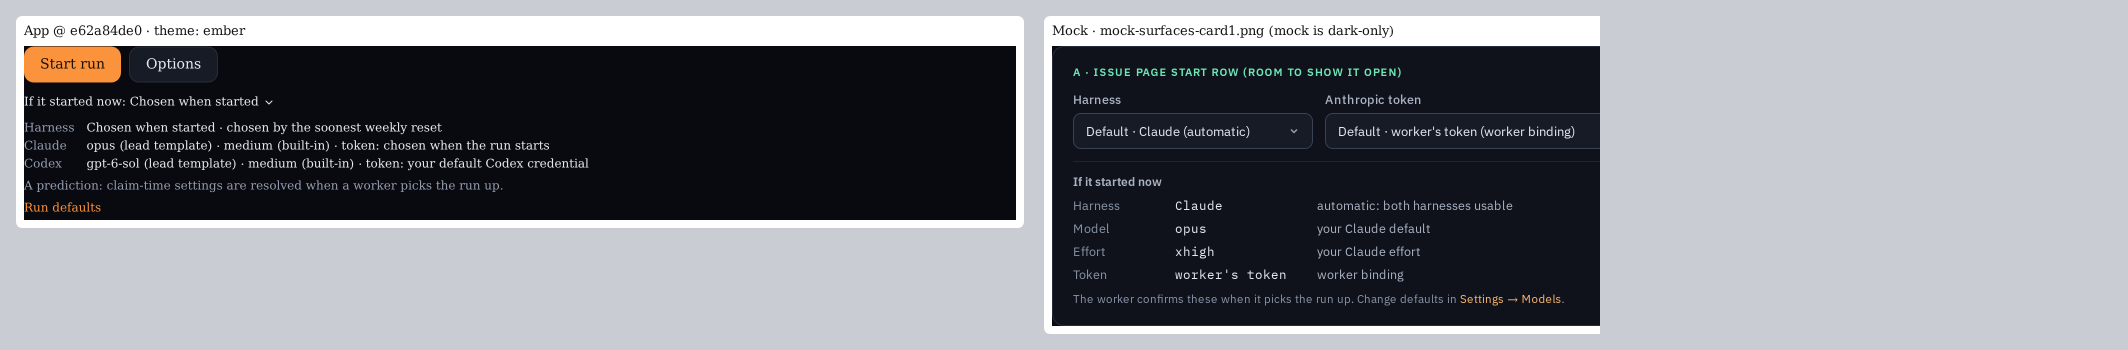 App @ e62a84de0 · theme: ember
Start run Options
If it started now: Chosen when started
Harness Chosen when started · chosen by the soonest weekly reset
Claude opus (lead template) · medium (built-in) · token: chosen when the run starts
Codex gpt-6-sol (lead template) · medium (built-in) · token: your default Codex credential
A prediction: claim-time settings are resolved when a worker picks the run up.
Run defaults
Mock · mock-surfaces-card1.png (mock is dark-only)
A · ISSUE PAGE START ROW (ROOM TO SHOW IT OPEN)
Harness Anthropic token
Default · Claude (automatic) Default · worker's token (worker binding)
If it started now
Harness Claude automatic: both harnesses usable
Model opus your Claude default
Effort xhigh your Claude effort
Token worker's token worker binding
The worker confirms these when it picks the run up. Change defaults in Settings → Models.